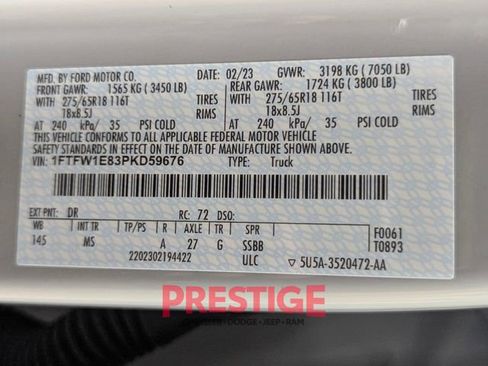 MFD. BY FORD MOTOR CO. DATE: 02/23 GVWR: 3198 KG ( 7050 LB)
FRONT GAWR: 1565 KG ( 3450 LB) REAR GAWR: 1724 KG ( 3800 LB)
WITH 275/65R18 116T TIRES WITH 275/65R18 116T TIRES
18x8.5J RIMS 18x8.5J RIMS
AT 240 kPa/ 35 PSI COLD AT 240 kPa/ 35 PSI COLD
THIS VEHICLE CONFORMS TO ALL APPLICABLE FEDERAL MOTOR VEHICLE
SAFETY STANDARDS IN EFFECT ON THE DATE OF MANUFACTURE SHOWN ABOVE.
VIN: 1FTFW1E83PKD59676 TYPE: Truck
EXT PNT: DR RC: 72 DSO: F0061
WB INT TR TP/PS R AXLE TR SPR T0893
145 MS A 27 G SSBB
2202302194422 ULC ▽ 5U5A-3520472-AA
PRESTIGE
CHRYSLER • DODGE • JEEP • RAM